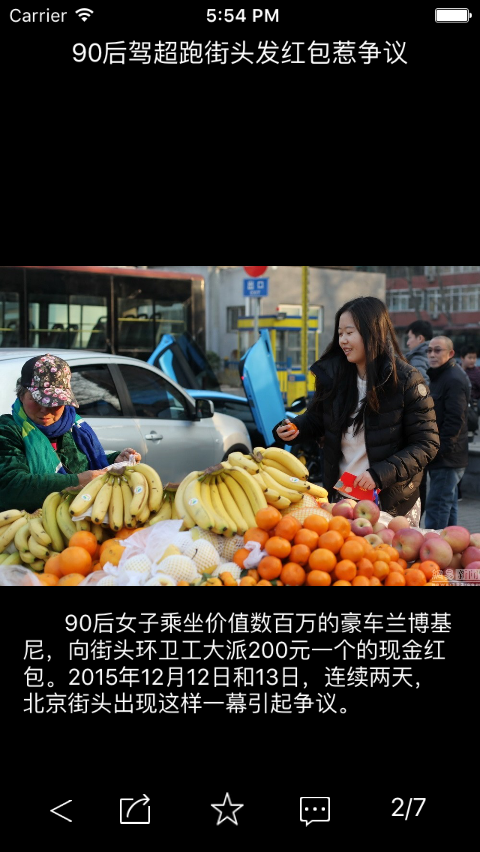 Carrier 5:54 PM
90后驾超跑街头发红包惹争议
出口
90后女子乘坐价值数百万的豪车兰博基
尼，向街头环卫工大派200元一个的现金红
包。2015年12月12日和13日，连续两天，
北京街头出现这样一幕引起争议。
2/7